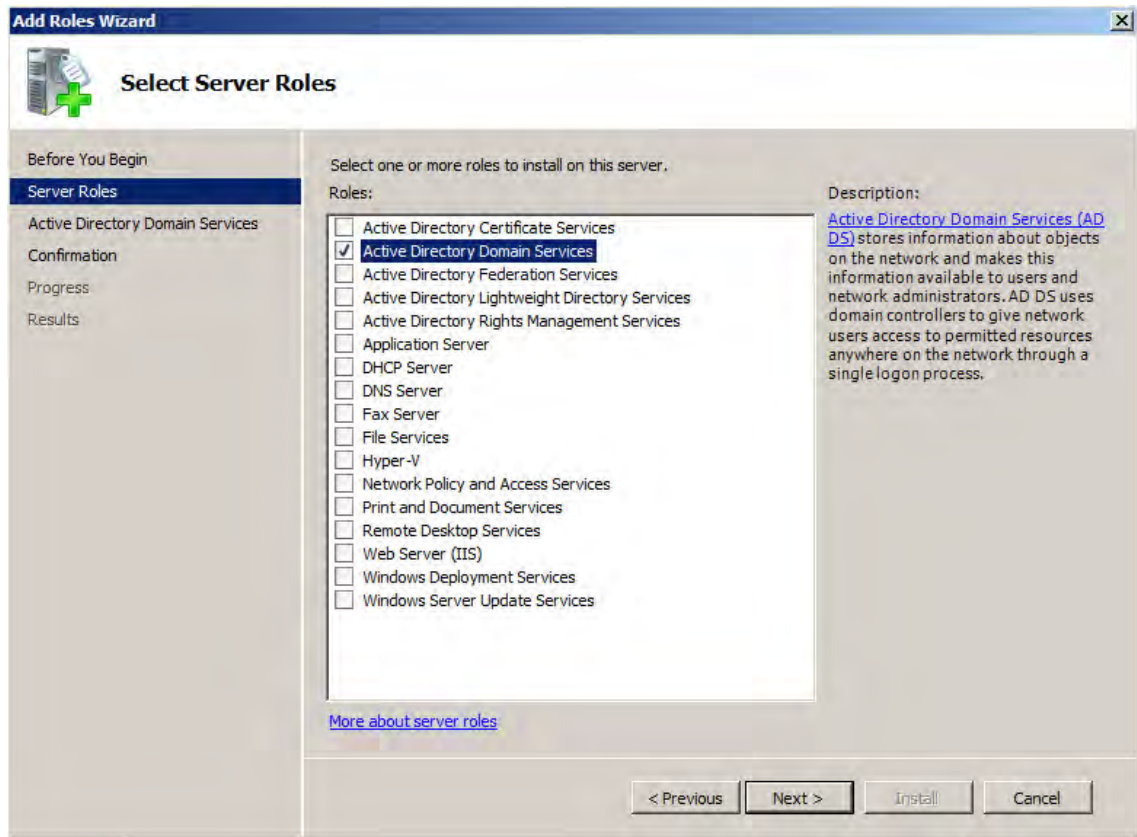 Add Roles Wizard
Select Server Roles
Before You Begin
Server Roles
Active Directory Domain Services
Confirmation
Progress
Results
Select one or more roles to install on this server.
Roles:
Active Directory Certificate Services
Active Directory Domain Services
Active Directory Federation Services
Active Directory Lightweight Directory Services
Active Directory Rights Management Services
Application Server
DHCP Server
DNS Server
Fax Server
File Services
Hyper-V
Network Policy and Access Services
Print and Document Services
Remote Desktop Services
Web Server (IIS)
Windows Deployment Services
Windows Server Update Services
More about server roles
Description:
Active Directory Domain Services (AD
DS) stores information about objects
on the network and makes this
information available to users and
network administrators. AD DS uses
domain controllers to give network
users access to permitted resources
anywhere on the network through a
single logon process.
< Previous
Next >
Install
Cancel